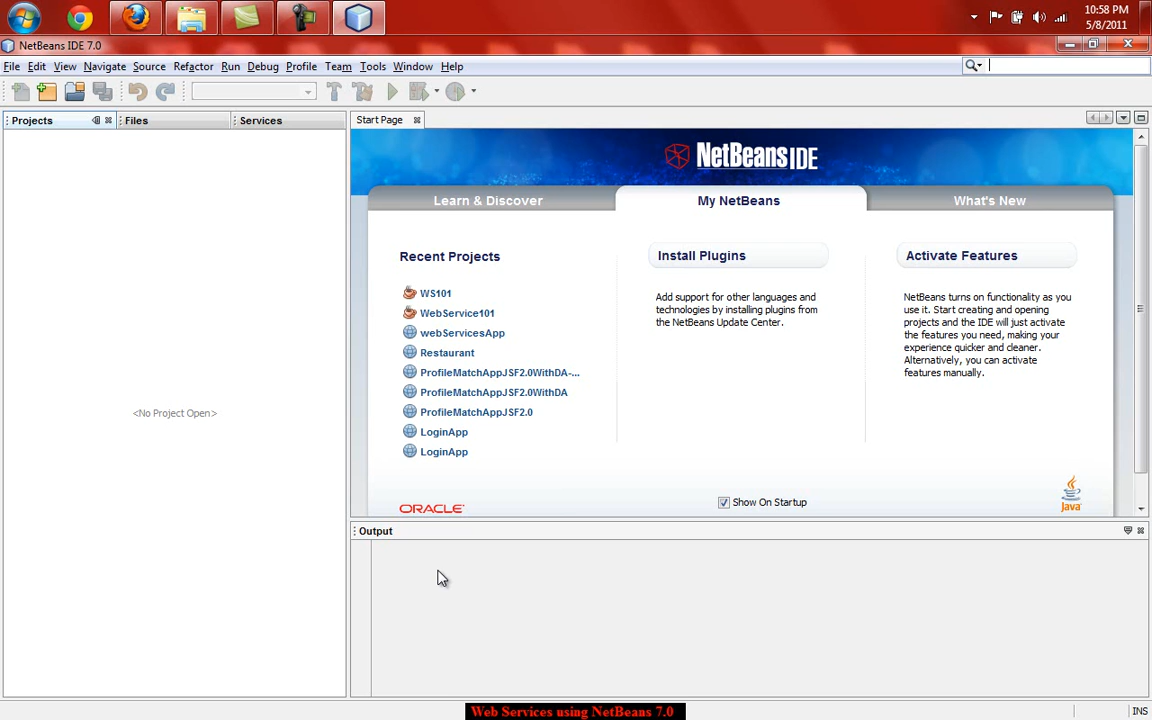 10:58 PM
5/8/2011
NetBeans IDE 7.0
File Edit View Navigate Source Refactor Run Debug Profile Team Tools Window Help
Projects
Files
Services
Start Page
<No Project Open>
NetBeans IDE
Learn & Discover
My NetBeans
What's New
Recent Projects
WS101
WebService101
webServicesApp
Restaurant
ProfileMatchAppJSF2.0WithDA-...
ProfileMatchAppJSF2.0WithDA
ProfileMatchAppJSF2.0
LoginApp
LoginApp
Install Plugins
Add support for other languages and
technologies by installing plugins from
the NetBeans Update Center.
Activate Features
NetBeans turns on functionality as you
use it. Start creating and opening
projects and the IDE will just activate
the features you need, making your
experience quicker and cleaner.
Alternatively, you can activate
features manually.
ORACLE
Show On Startup
Java
Output
Web Services using NetBeans 7.0
INS